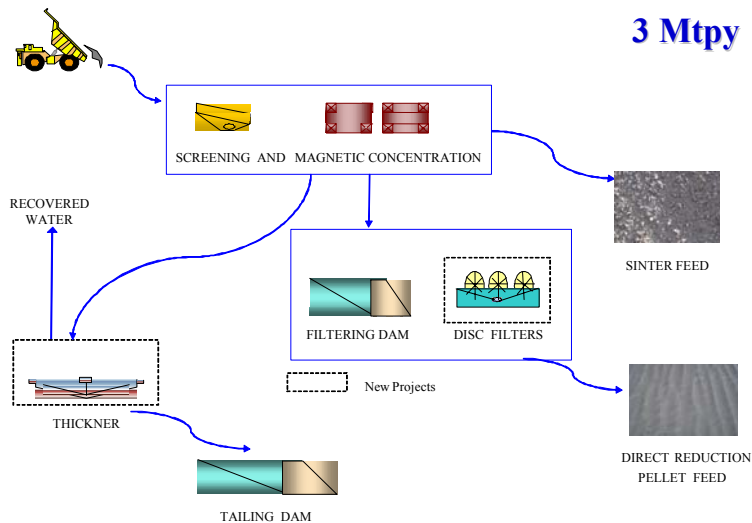 3 Mtpy
SCREENING AND MAGNETIC CONCENTRATION
RECOVERED
WATER
SINTER FEED
FILTERING DAM
DISC FILTERS
New Projects
THICKNER
DIRECT REDUCTION
PELLET FEED
TAILING DAM